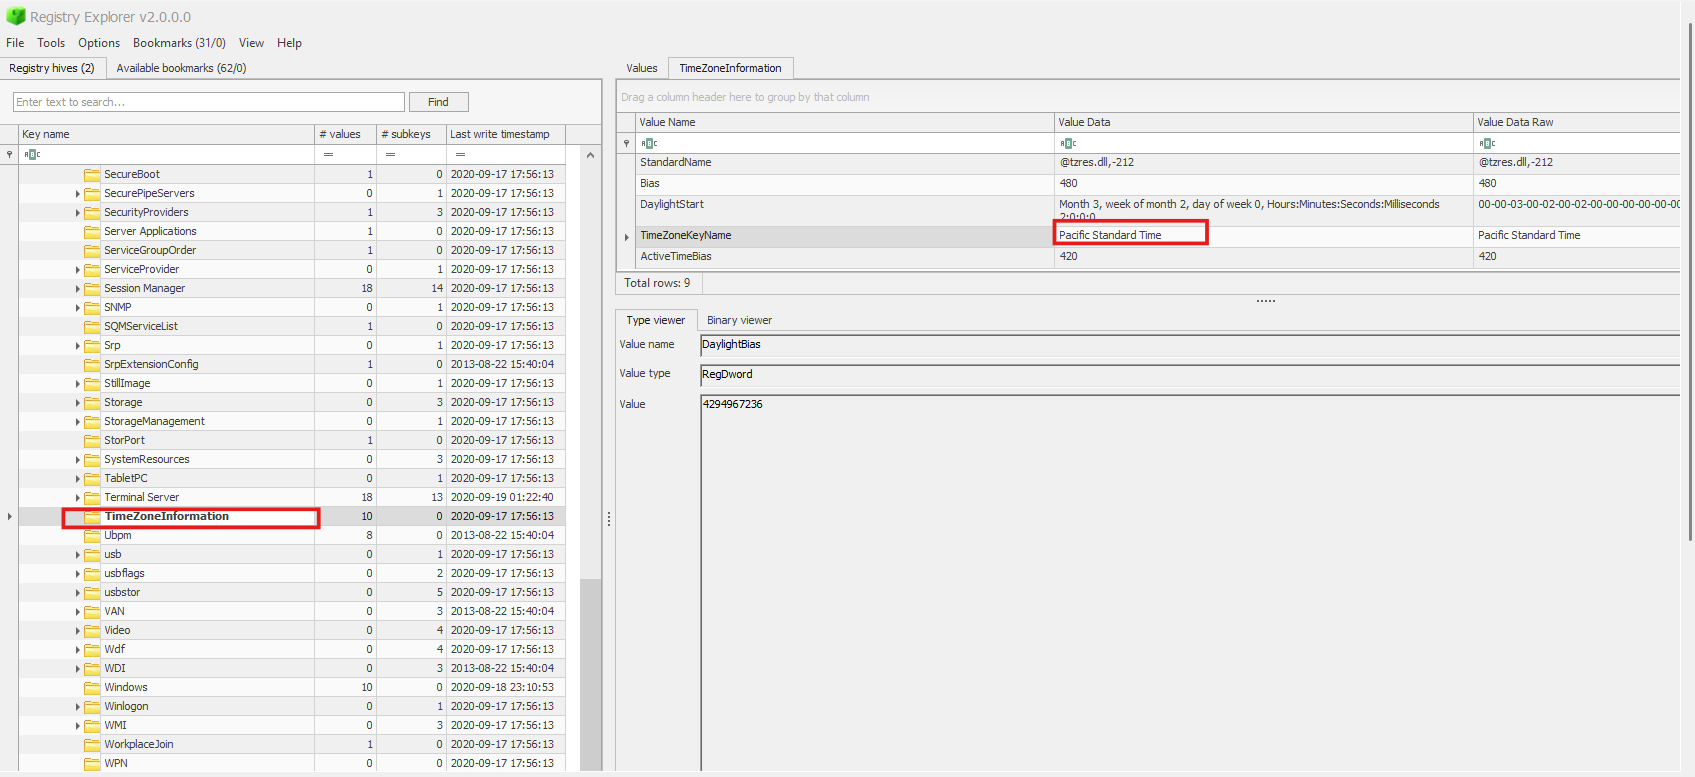 Registry Explorer v2.0.0.0
File Tools Options Bookmarks (31/0) View Help
Registry hives (2) Available bookmarks (62/0)
Enter text to search... Find
Key name # values # subkeys Last write timestamp
ABC = = =
SecureBoot 1 0 2020-09-17 17:56:13
SecurePipeServers 0 1 2020-09-17 17:56:13
SecurityProviders 1 3 2020-09-17 17:56:13
Server Applications 0 0 2020-09-17 17:56:13
ServiceGroupOrder 1 0 2020-09-17 17:56:13
ServiceProvider 0 1 2020-09-17 17:56:13
Session Manager 18 14 2020-09-17 17:56:13
SNMP 0 1 2020-09-17 17:56:13
SQMServiceList 1 0 2020-09-17 17:56:13
Srp 0 1 2020-09-17 17:56:13
SrpExtensionConfig 1 0 2013-08-22 15:40:04
StillImage 0 1 2020-09-17 17:56:13
Storage 0 3 2020-09-17 17:56:13
StorageManagement 0 1 2020-09-17 17:56:13
StorPort 1 0 2020-09-17 17:56:13
SystemResources 0 3 2020-09-17 17:56:13
TabletPC 0 1 2020-09-17 17:56:13
Terminal Server 18 13 2020-09-19 01:22:40
TimeZoneInformation 10 0 2020-09-17 17:56:13
Ubpm 8 0 2013-08-22 15:40:04
usb 0 1 2020-09-17 17:56:13
usbflags 0 2 2020-09-17 17:56:13
usbstor 0 5 2020-09-17 17:56:13
VAN 0 3 2013-08-22 15:40:04
Video 0 4 2020-09-17 17:56:13
Wdf 0 4 2020-09-17 17:56:13
WDI 0 3 2013-08-22 15:40:04
Windows 10 0 2020-09-18 23:10:53
Winlogon 0 1 2020-09-17 17:56:13
WMI 0 3 2020-09-17 17:56:13
WorkplaceJoin 1 0 2020-09-17 17:56:13
WPN 0 0 2020-09-17 17:56:13
Values TimeZoneInformation
Drag a column header here to group by that column
Value Name Value Data Value Data Raw
ABC ABC ABC
StandardName @tzres.dll,-212 @tzres.dll,-212
Bias 480 480
DaylightStart Month 3, week of month 2, day of week 0, Hours:Minutes:Seconds:Milliseconds 00-00-03-00-02-00-02-00-00-00-00-00-00
2:0:0:0
TimeZoneKeyName Pacific Standard Time Pacific Standard Time
ActiveTimeBias 420 420
Total rows: 9
Type viewer Binary viewer
Value name DaylightBias
Value type RegDword
Value 4294967236